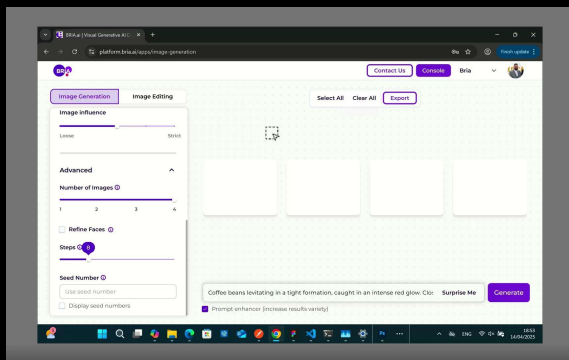 BRIA.ai | Visual Generative AI
platform.bria.ai/apps/image-generation
Finish update
BRIA
Contact Us
Console
Bria
Image Generation
Image Editing
Select All
Clear All
Export
Image influence
Loose
Strict
Advanced
Number of Images
1 2 3 4
Refine Faces
Steps
8
Seed Number
Use seed number
Display seed numbers
Coffee beans levitating in a tight formation, caught in an intense red glow.
Surprise Me
Generate
Prompt enhancer (increase results variety)
ENG
18:53
14/04/2025